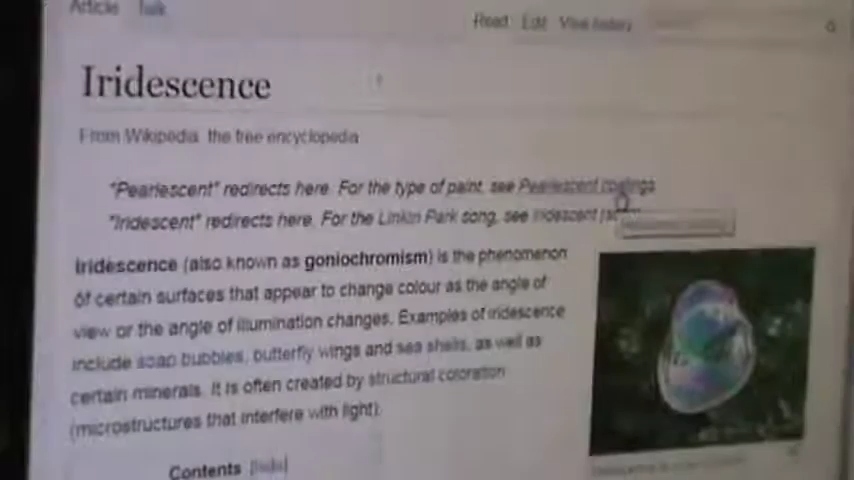 Article Talk
Read Edit View history
Iridescence
From Wikipedia, the free encyclopedia
"Pearlescent" redirects here. For the type of paint, see Pearlescent coatings.
"Iridescent" redirects here. For the Linkin Park song, see Iridescent
Iridescence (also known as goniochromism) is the phenomenon
of certain surfaces that appear to change colour as the angle of
view or the angle of illumination changes. Examples of iridescence
include soap bubbles, butterfly wings and sea shells, as well as
certain minerals. It is often created by structural coloration
(microstructures that interfere with light).
Contents [hide]